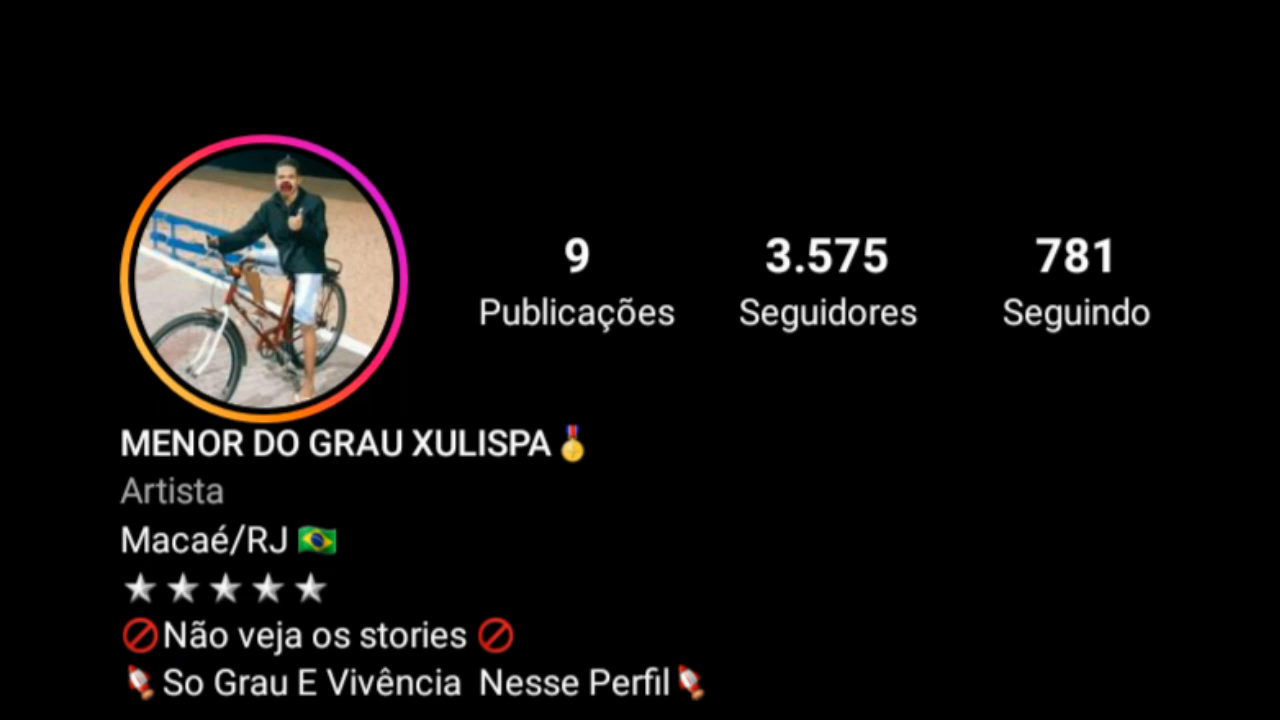 9 3.575 781
Publicações Seguidores Seguindo
MENOR DO GRAU XULISPA🏅
Artista
Macaé/RJ 🇧🇷
★★★★★
🚫Não veja os stories 🚫
🚀So Grau E Vivência Nesse Perfil🚀